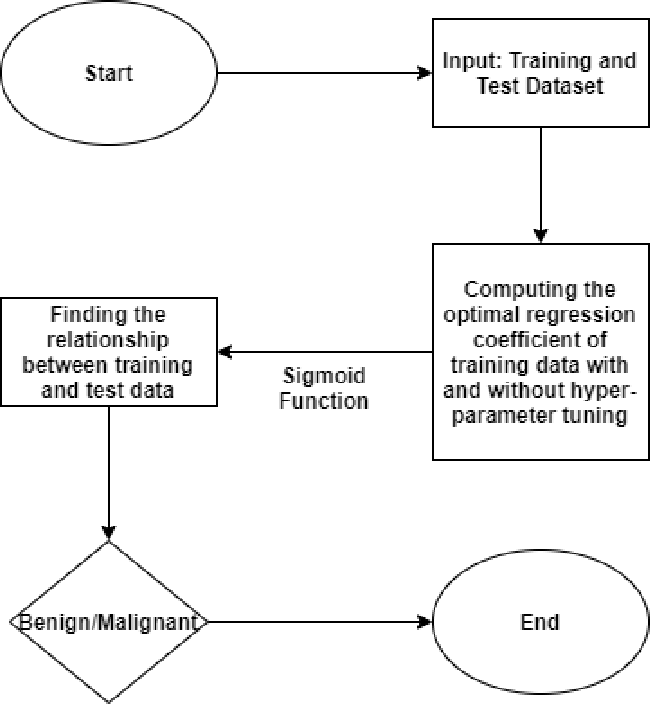 Start
Input: Training and
Test Dataset
Computing the
optimal regression
coefficient of
training data with
and without hyper-
parameter tuning
Sigmoid
Function
Finding the
relationship
between training
and test data
Benign/Malignant
End